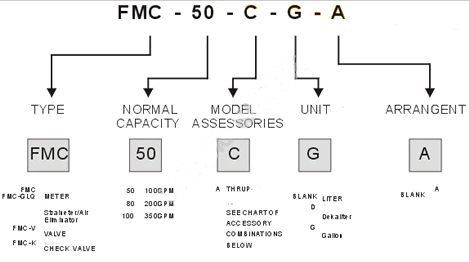 FMC - 50 - C - G - A
TYPE
NORMAL CAPACITY
MODEL ASSESSORIES
UNIT
ARRANGENT
FMC
50
C
G
A
FMC METER
FMC-GLQ
Eliminator
FMC-V VALVE
FMC-K CHECK VALVE
50 100GPM
80 200GPM
100 350GPM
A THRUP
SEE CHART OF
ACCESSORY
COMBINATIONS
BELOW
BLANK LITER
D Dekaliter
G Gallon
BLANK A